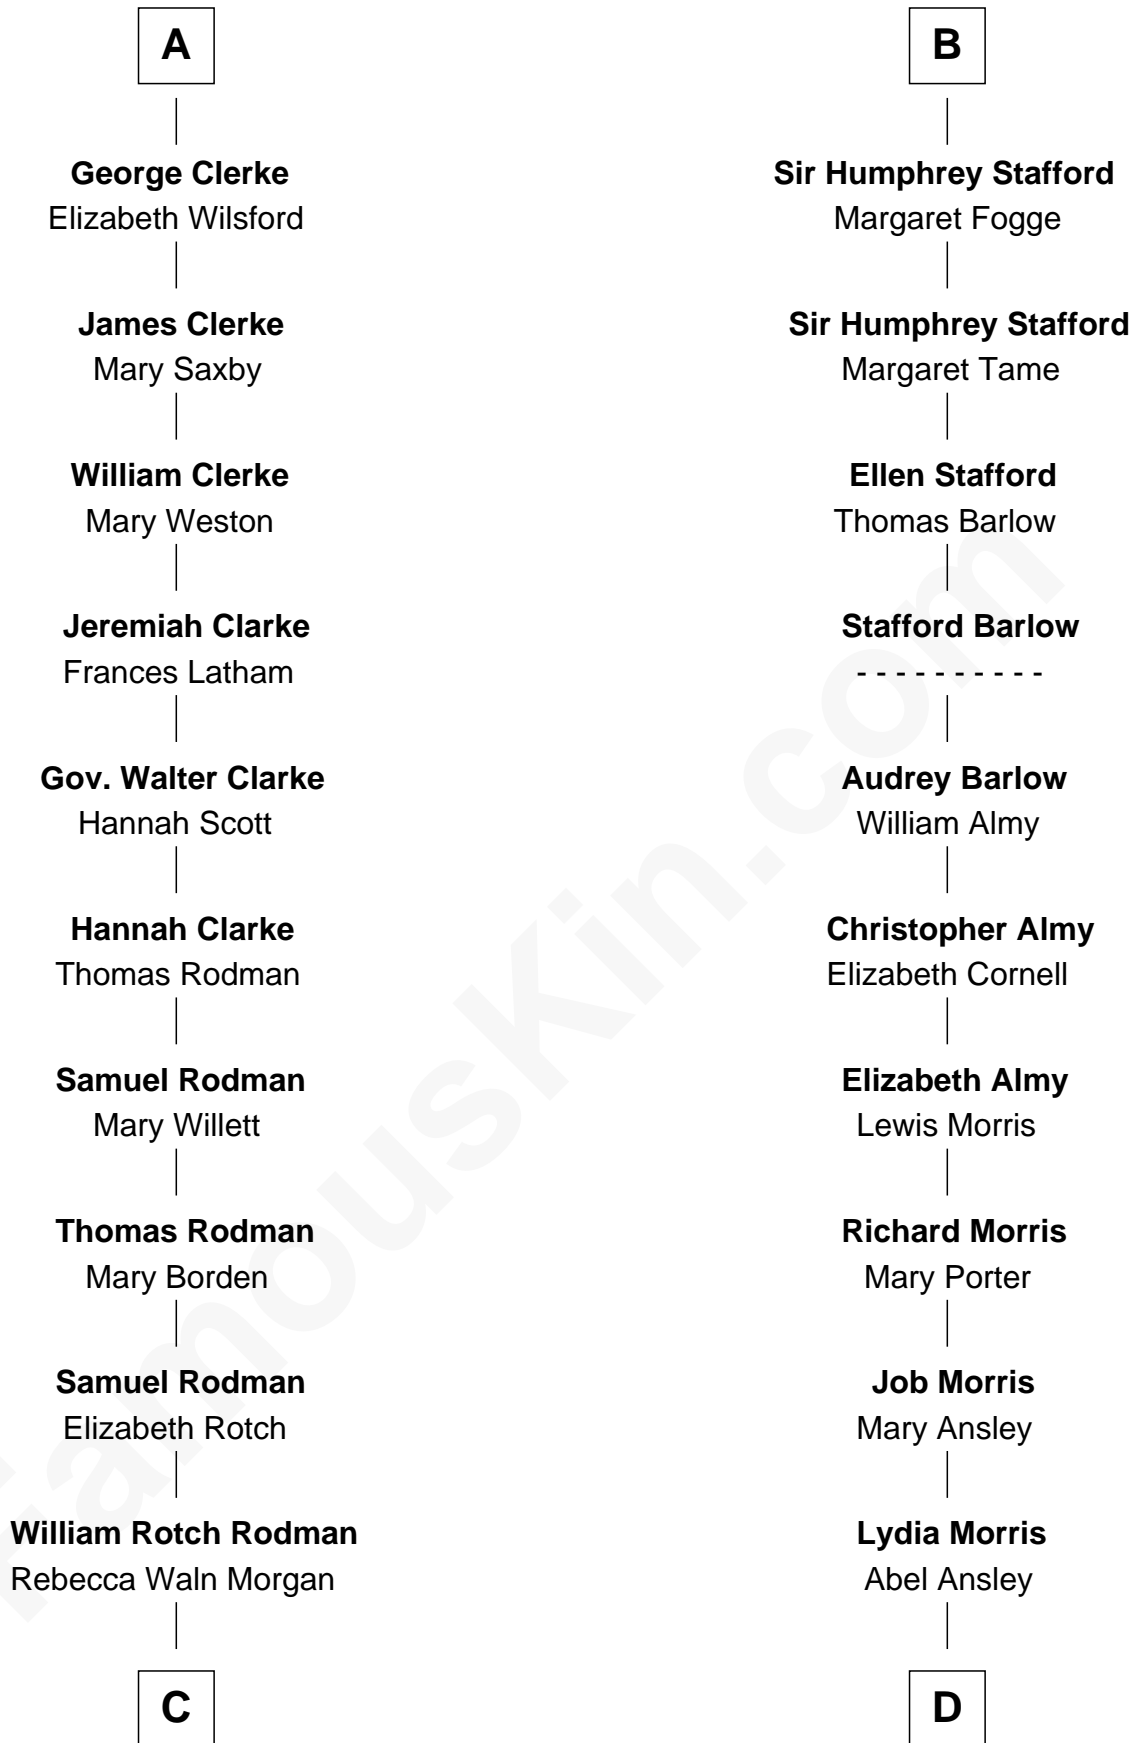 A
George Clerke
Elizabeth Wilsford
James Clerke
Mary Saxby
William Clerke
Mary Weston
Jeremiah Clarke
Frances Latham
Gov. Walter Clarke
Hannah Scott
Hannah Clarke
Thomas Rodman
Samuel Rodman
Mary Willett
Thomas Rodman
Mary Borden
Samuel Rodman
Elizabeth Rotch
William Rotch Rodman
Rebecca Waln Morgan
C
B
Sir Humphrey Stafford
Margaret Fogge
Sir Humphrey Stafford
Margaret Tame
Ellen Stafford
Thomas Barlow
Stafford Barlow
- - - - - - - - - -
Audrey Barlow
William Almy
Christopher Almy
Elizabeth Cornell
Elizabeth Almy
Lewis Morris
Richard Morris
Mary Porter
Job Morris
Mary Ansley
Lydia Morris
Abel Ansley
D
FamousKin.com